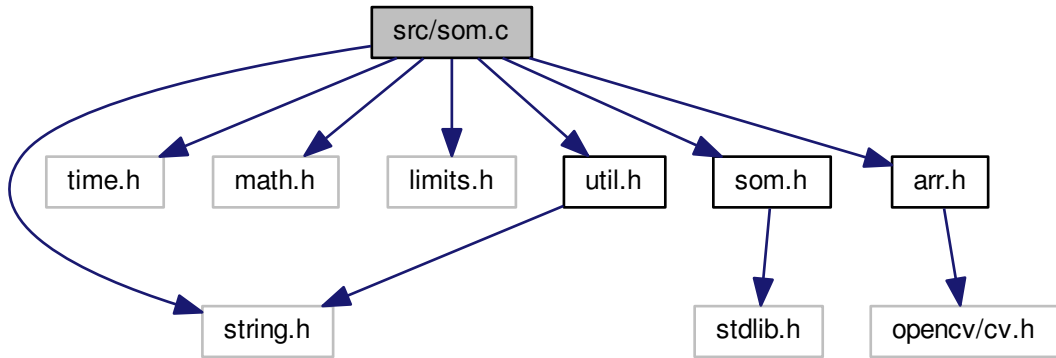 src/som.c
time.h
math.h
limits.h
util.h
som.h
arr.h
string.h
stdlib.h
opencv/cv.h